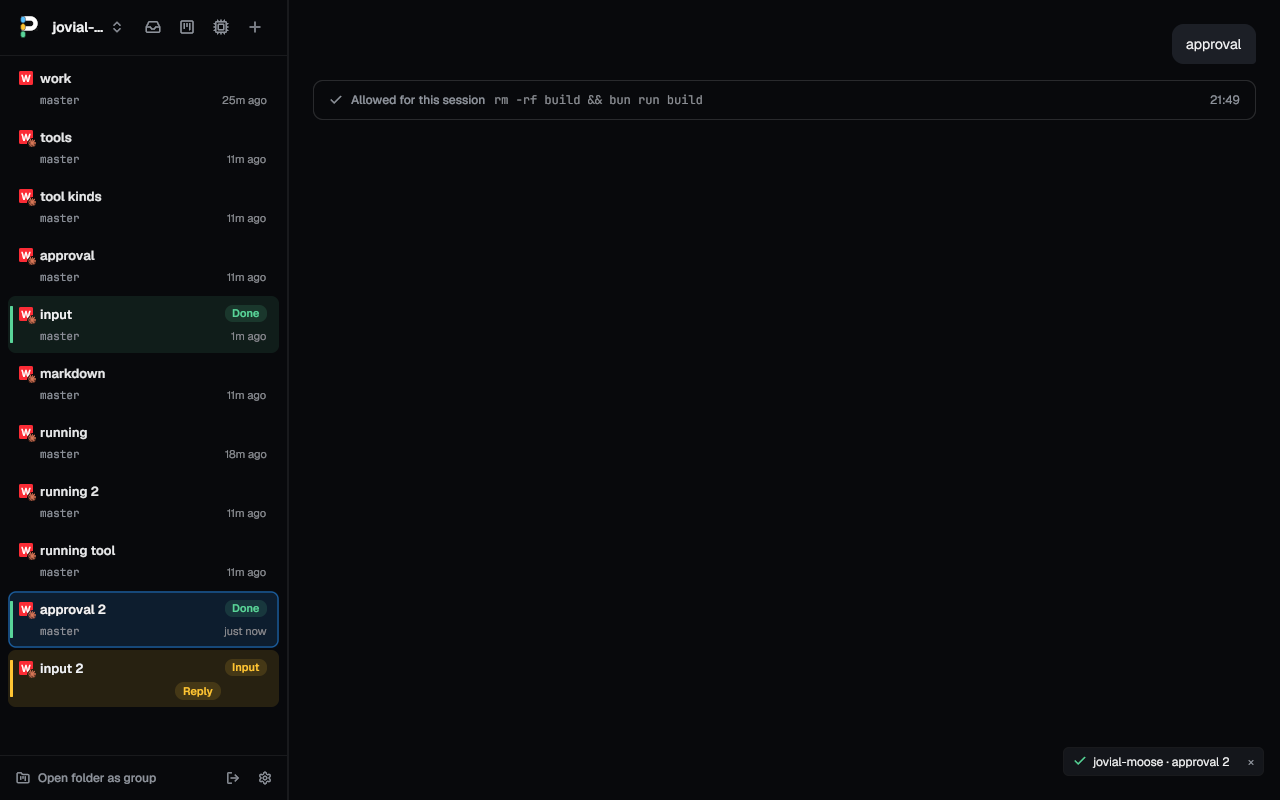 jovial-...
W work
master 25m ago
W tools
master 11m ago
W tool kinds
master 11m ago
W approval
master 11m ago
W input Done
master 1m ago
W markdown
master 11m ago
W running
master 18m ago
W running 2
master 11m ago
W running tool
master 11m ago
W approval 2 Done
master just now
W input 2 Input
Reply
Open folder as group
approval
Allowed for this session rm -rf build && bun run build 21:49
jovial-moose · approval 2 ×